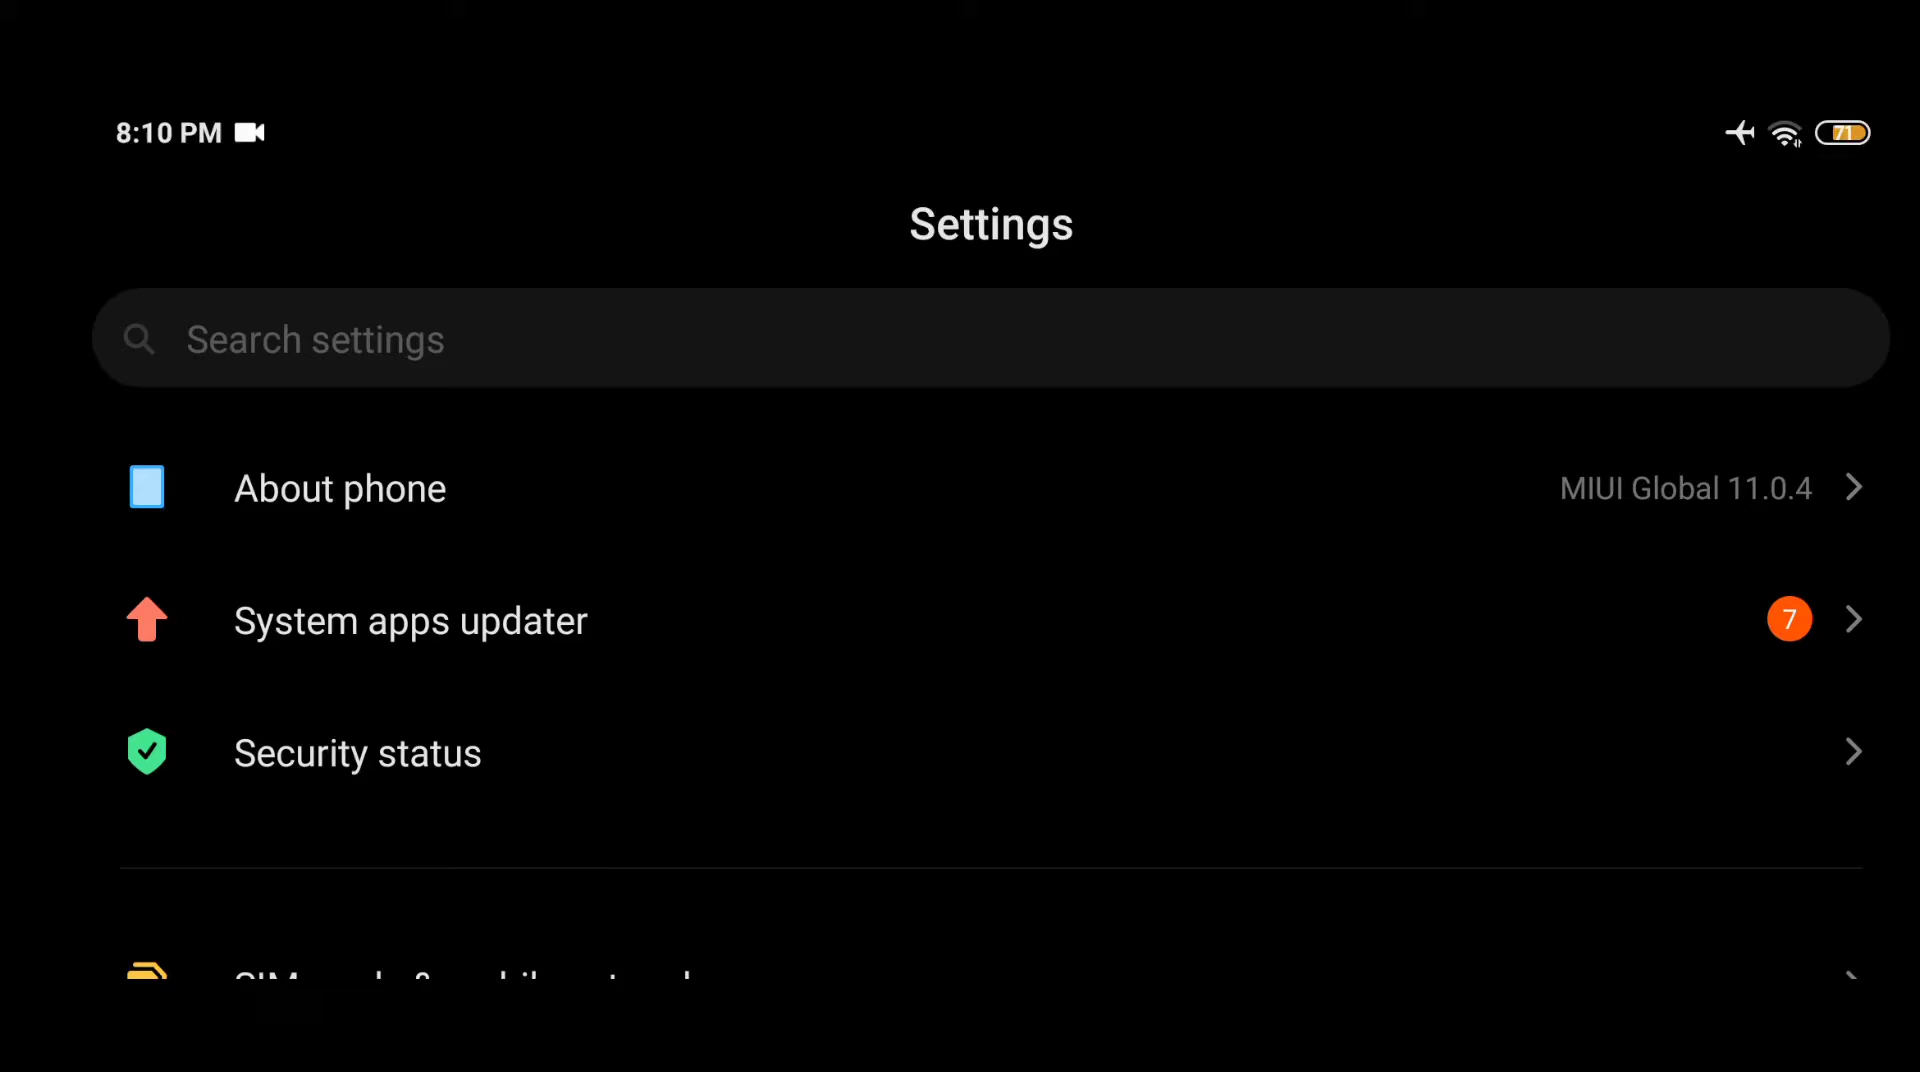 8:10 PM
71
Settings
Search settings
About phone
MIUI Global 11.0.4
System apps updater
7
Security status